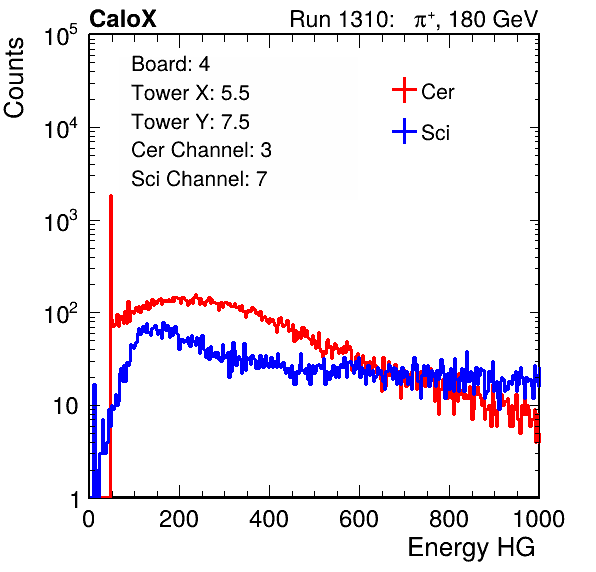 CaloX Run 1310: π⁺, 180 GeV
Counts
10⁵
10⁴
10³
10²
10
1
Board: 4
Tower X: 5.5
Tower Y: 7.5
Cer Channel: 3
Sci Channel: 7
Cer
Sci
0 200 400 600 800 1000
Energy HG